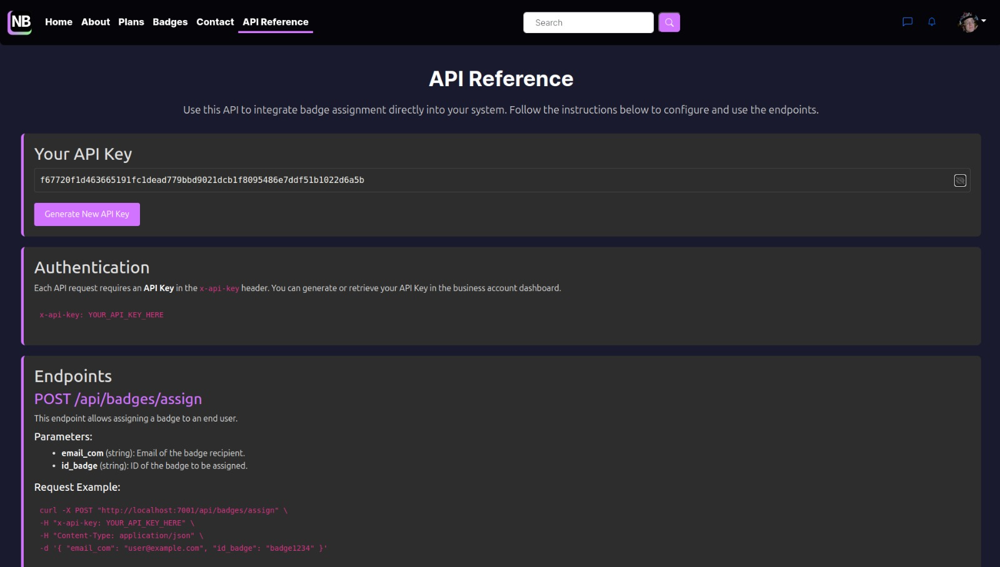 NB Home About Plans Badges Contact API Reference Search
API Reference
Use this API to integrate badge assignment directly into your system. Follow the instructions below to configure and use the endpoints.
Your API Key
f67720f1d463665191fc1dead779bbd9021dcb1f8095486e7ddf51b1022d6a5b
Generate New API Key
Authentication
Each API request requires an API Key in the x-api-key header. You can generate or retrieve your API Key in the business account dashboard.
x-api-key: YOUR_API_KEY_HERE
Endpoints
POST /api/badges/assign
This endpoint allows assigning a badge to an end user.
Parameters:
• email_com (string): Email of the badge recipient.
• id_badge (string): ID of the badge to be assigned.
Request Example:
curl -X POST "http://localhost:7001/api/badges/assign" \
-H "x-api-key: YOUR_API_KEY_HERE" \
-H "Content-Type: application/json" \
-d '{ "email_com": "user@example.com", "id_badge": "badge1234" }'